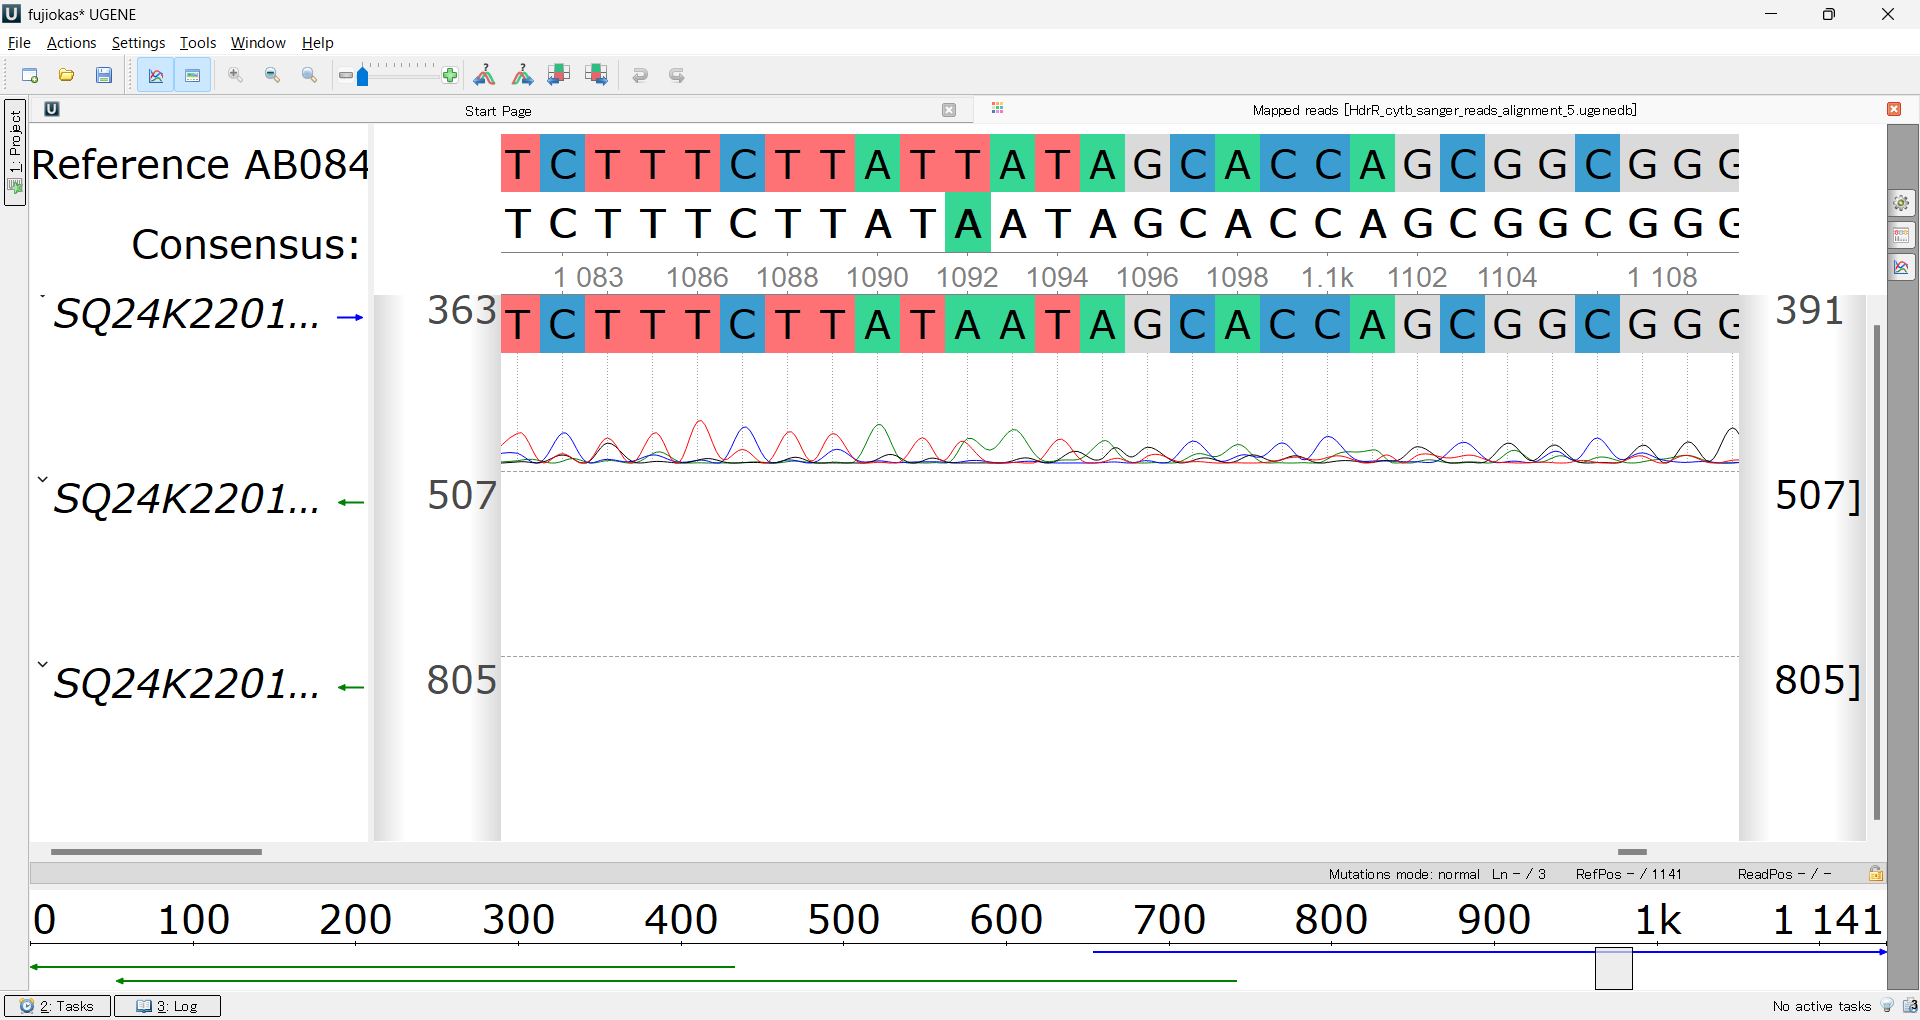 fujiokas* UGENE
File Actions Settings Tools Window Help
1: Project
Start Page
Mapped reads [HdrR_cytb_sanger_reads_alignment_5.ugenedb]
Reference AB084
T C T T T C T T A T T A T A G C A C C A G C G G C G G G
Consensus:
T C T T T C T T A T A A T A G C A C C A G C G G C G G G
1 083 1086 1088 1090 1092 1094 1096 1098 1.1k 1102 1104 1 108
SQ24K2201... 363 T C T T T C T T A T A A T A G C A C C A G C G G C G G G 391
SQ24K2201... 507 507]
SQ24K2201... 805 805]
Mutations mode: normal Ln - / 3 RefPos - / 1141 ReadPos - / -
0 100 200 300 400 500 600 700 800 900 1k 1 141
2: Tasks 3: Log No active tasks 3